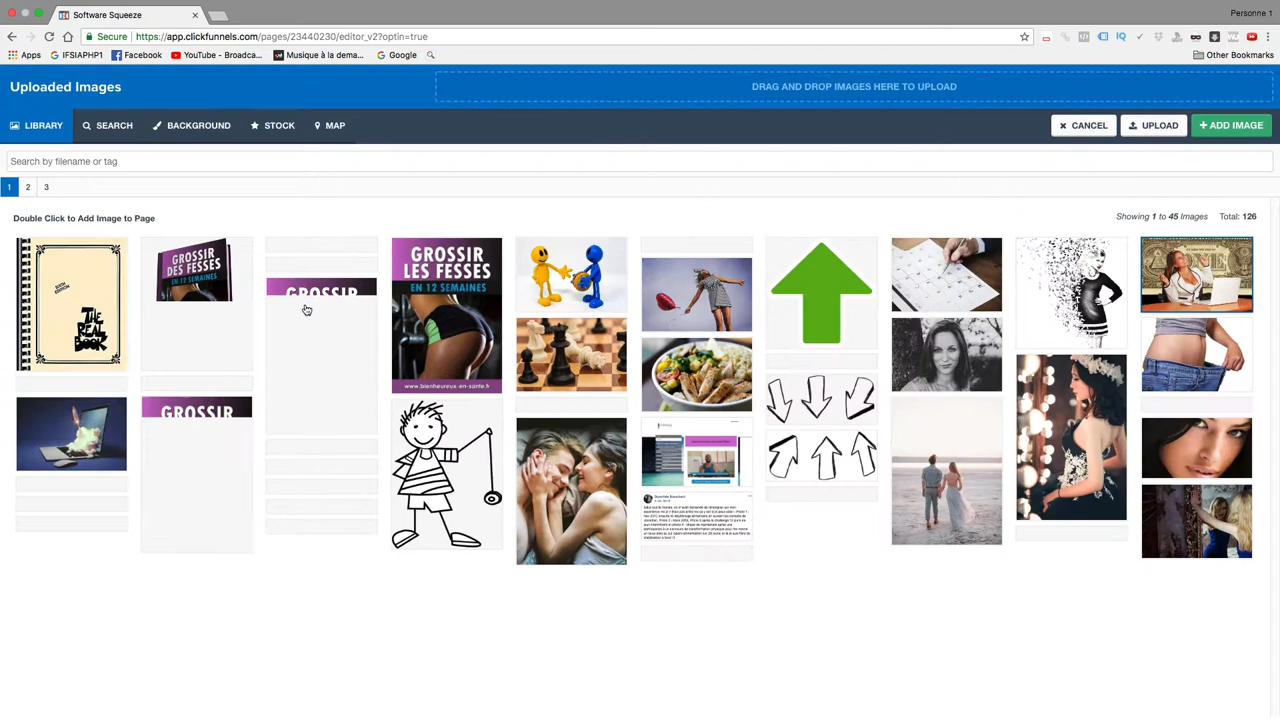 Software Squeeze
Personne 1
Secure https://app.clickfunnels.com/pages/23440230/editor_v2?optin=true
Apps IFSIAPHP1 Facebook YouTube - Broadca... Musique à la dema... Google Other Bookmarks
Uploaded Images
DRAG AND DROP IMAGES HERE TO UPLOAD
LIBRARY SEARCH BACKGROUND STOCK MAP CANCEL UPLOAD ADD IMAGE
Search by filename or tag
1 2 3
Double Click to Add Image to Page
Showing 1 to 45 Images Total: 126
SIXTH EDITION
THE REAL BOOK
GROSSIR
DES FESSES
EN 12 SEMAINES
GROSSIR
GROSSIR
LES FESSES
EN 12 SEMAINES
www.bienheureux-en-sante.fr
GROSSIR
ONE